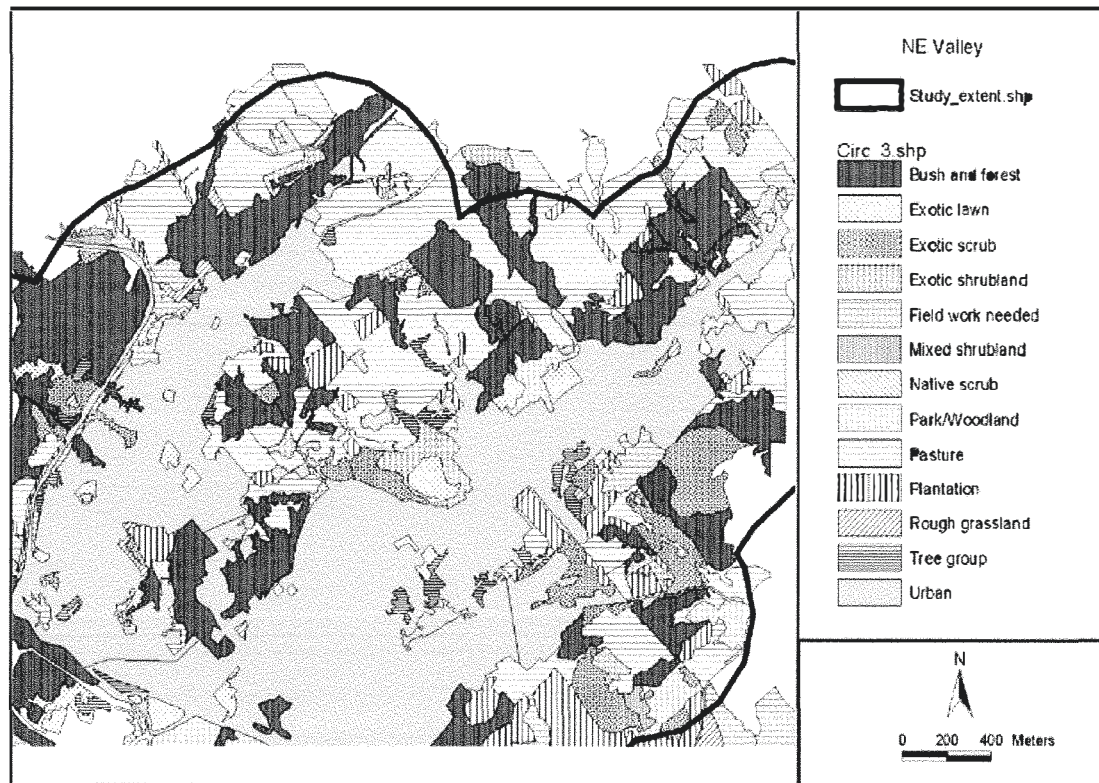 NE Valley
Study_extent.shp
Circ_3.shp
Bush and forest
Exotic lawn
Exotic scrub
Exotic shrubland
Field work needed
Mixed shrubland
Native scrub
Park/Woodland
Pasture
Plantation
Rough grassland
Tree group
Urban
N
0 200 400 Meters